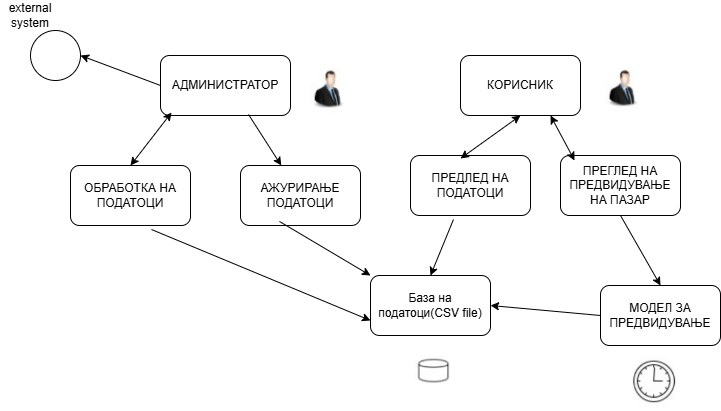 external
system
АДМИНИСТРАТОР
КОРИСНИК
ОБРАБОТКА НА
ПОДАТОЦИ
АЖУРИРАЊЕ
ПОДАТОЦИ
ПРЕДЛЕД НА
ПОДАТОЦИ
ПРЕГЛЕД НА
ПРЕДВИДУВАЊЕ
НА ПАЗАР
База на
податоци(CSV file)
МОДЕЛ ЗА
ПРЕДВИДУВАЊЕ